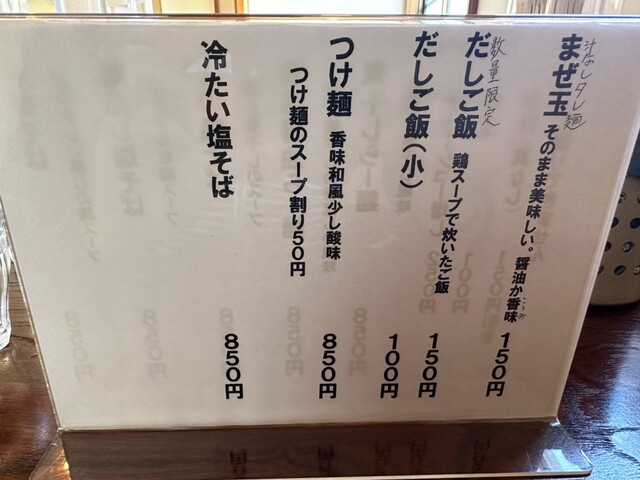 汁なしタレ麺
まぜ玉 そのまま美味しい。醤油か香味 こうみ 150円
数量限定
だしご飯 鶏スープで炊いたご飯 150円
だしご飯(小) 100円
つけ麺 香味和風少し酸味 850円
つけ麺のスープ割り50円
冷たい塩そば 850円